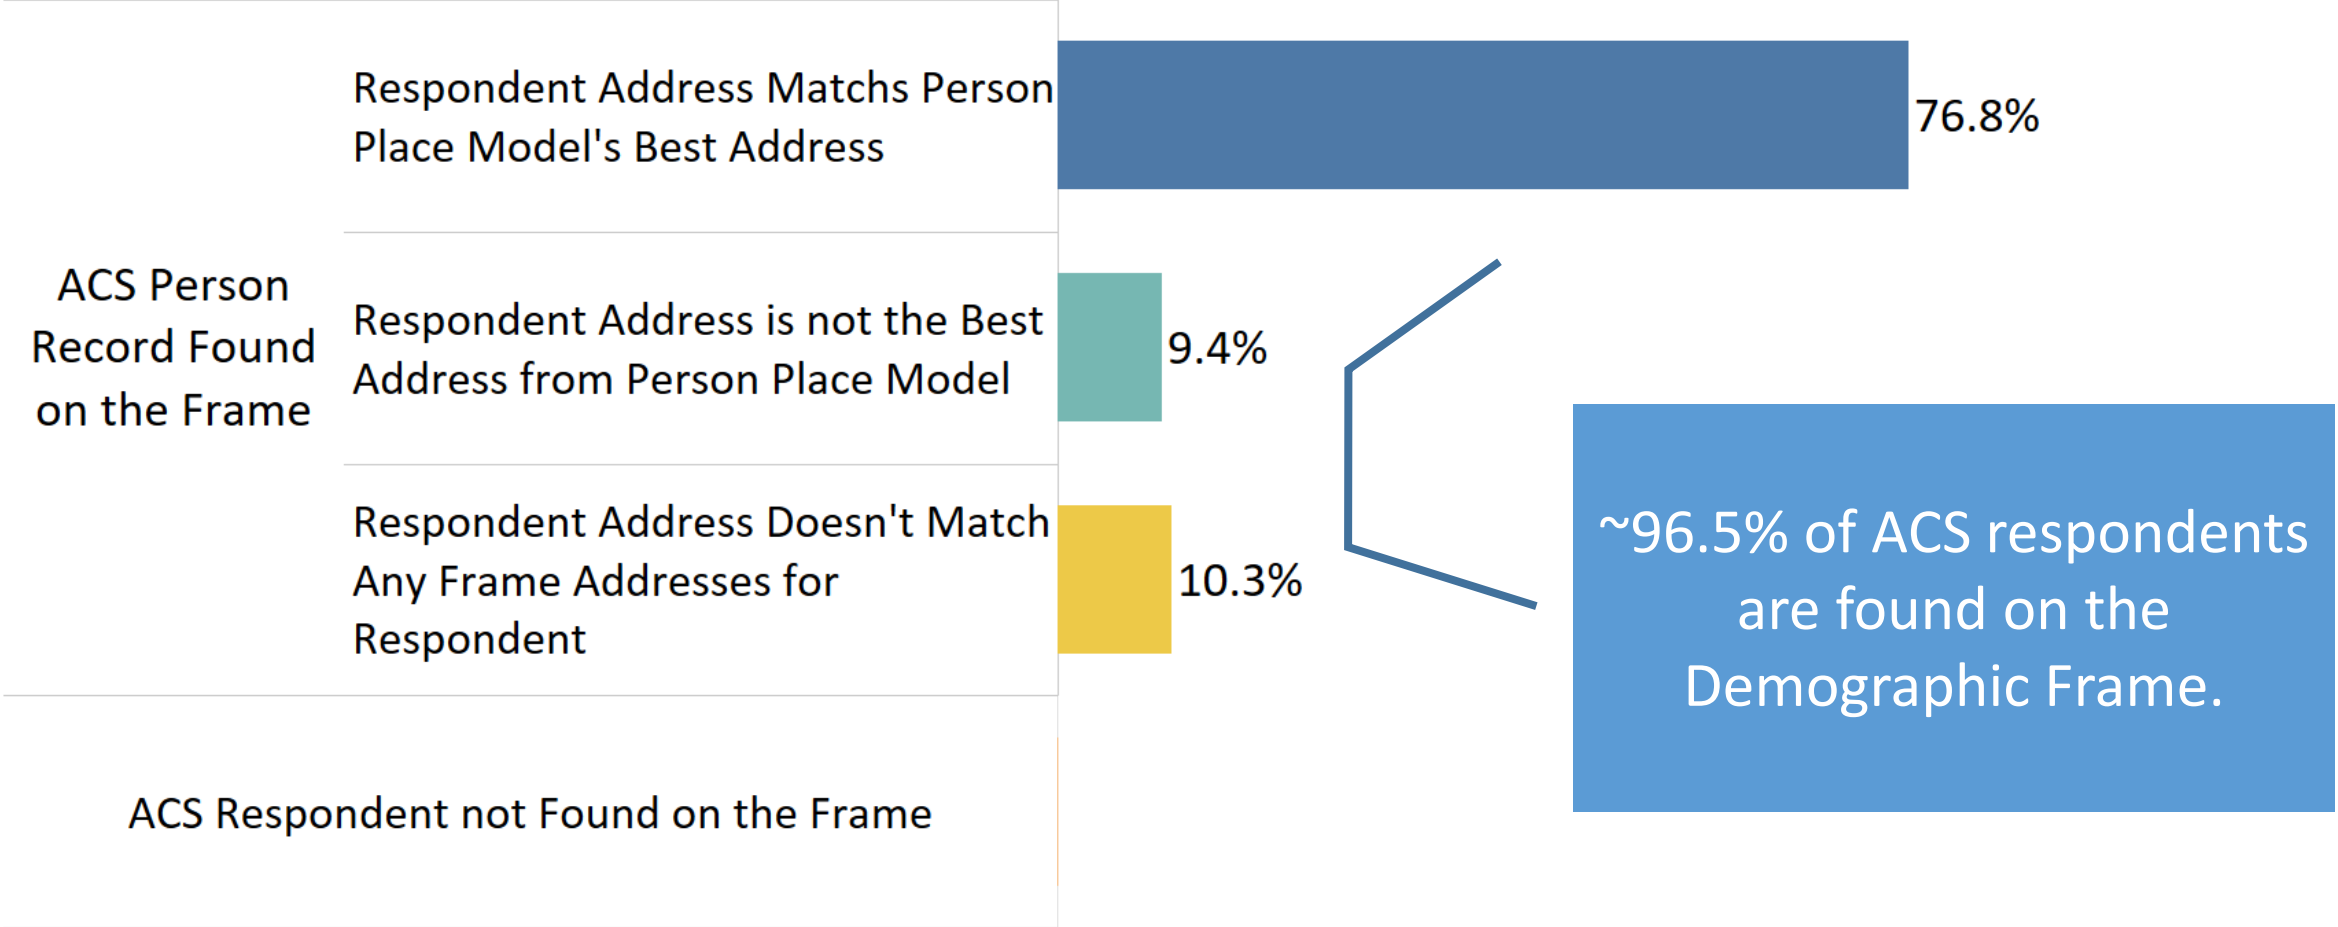 Respondent Address Matchs Person
Place Model's Best Address
76.8%
ACS Person
Record Found
on the Frame
Respondent Address is not the Best
Address from Person Place Model
9.4%
Respondent Address Doesn't Match
Any Frame Addresses for
Respondent
10.3%
~96.5% of ACS respondents
are found on the
Demographic Frame.
ACS Respondent not Found on the Frame